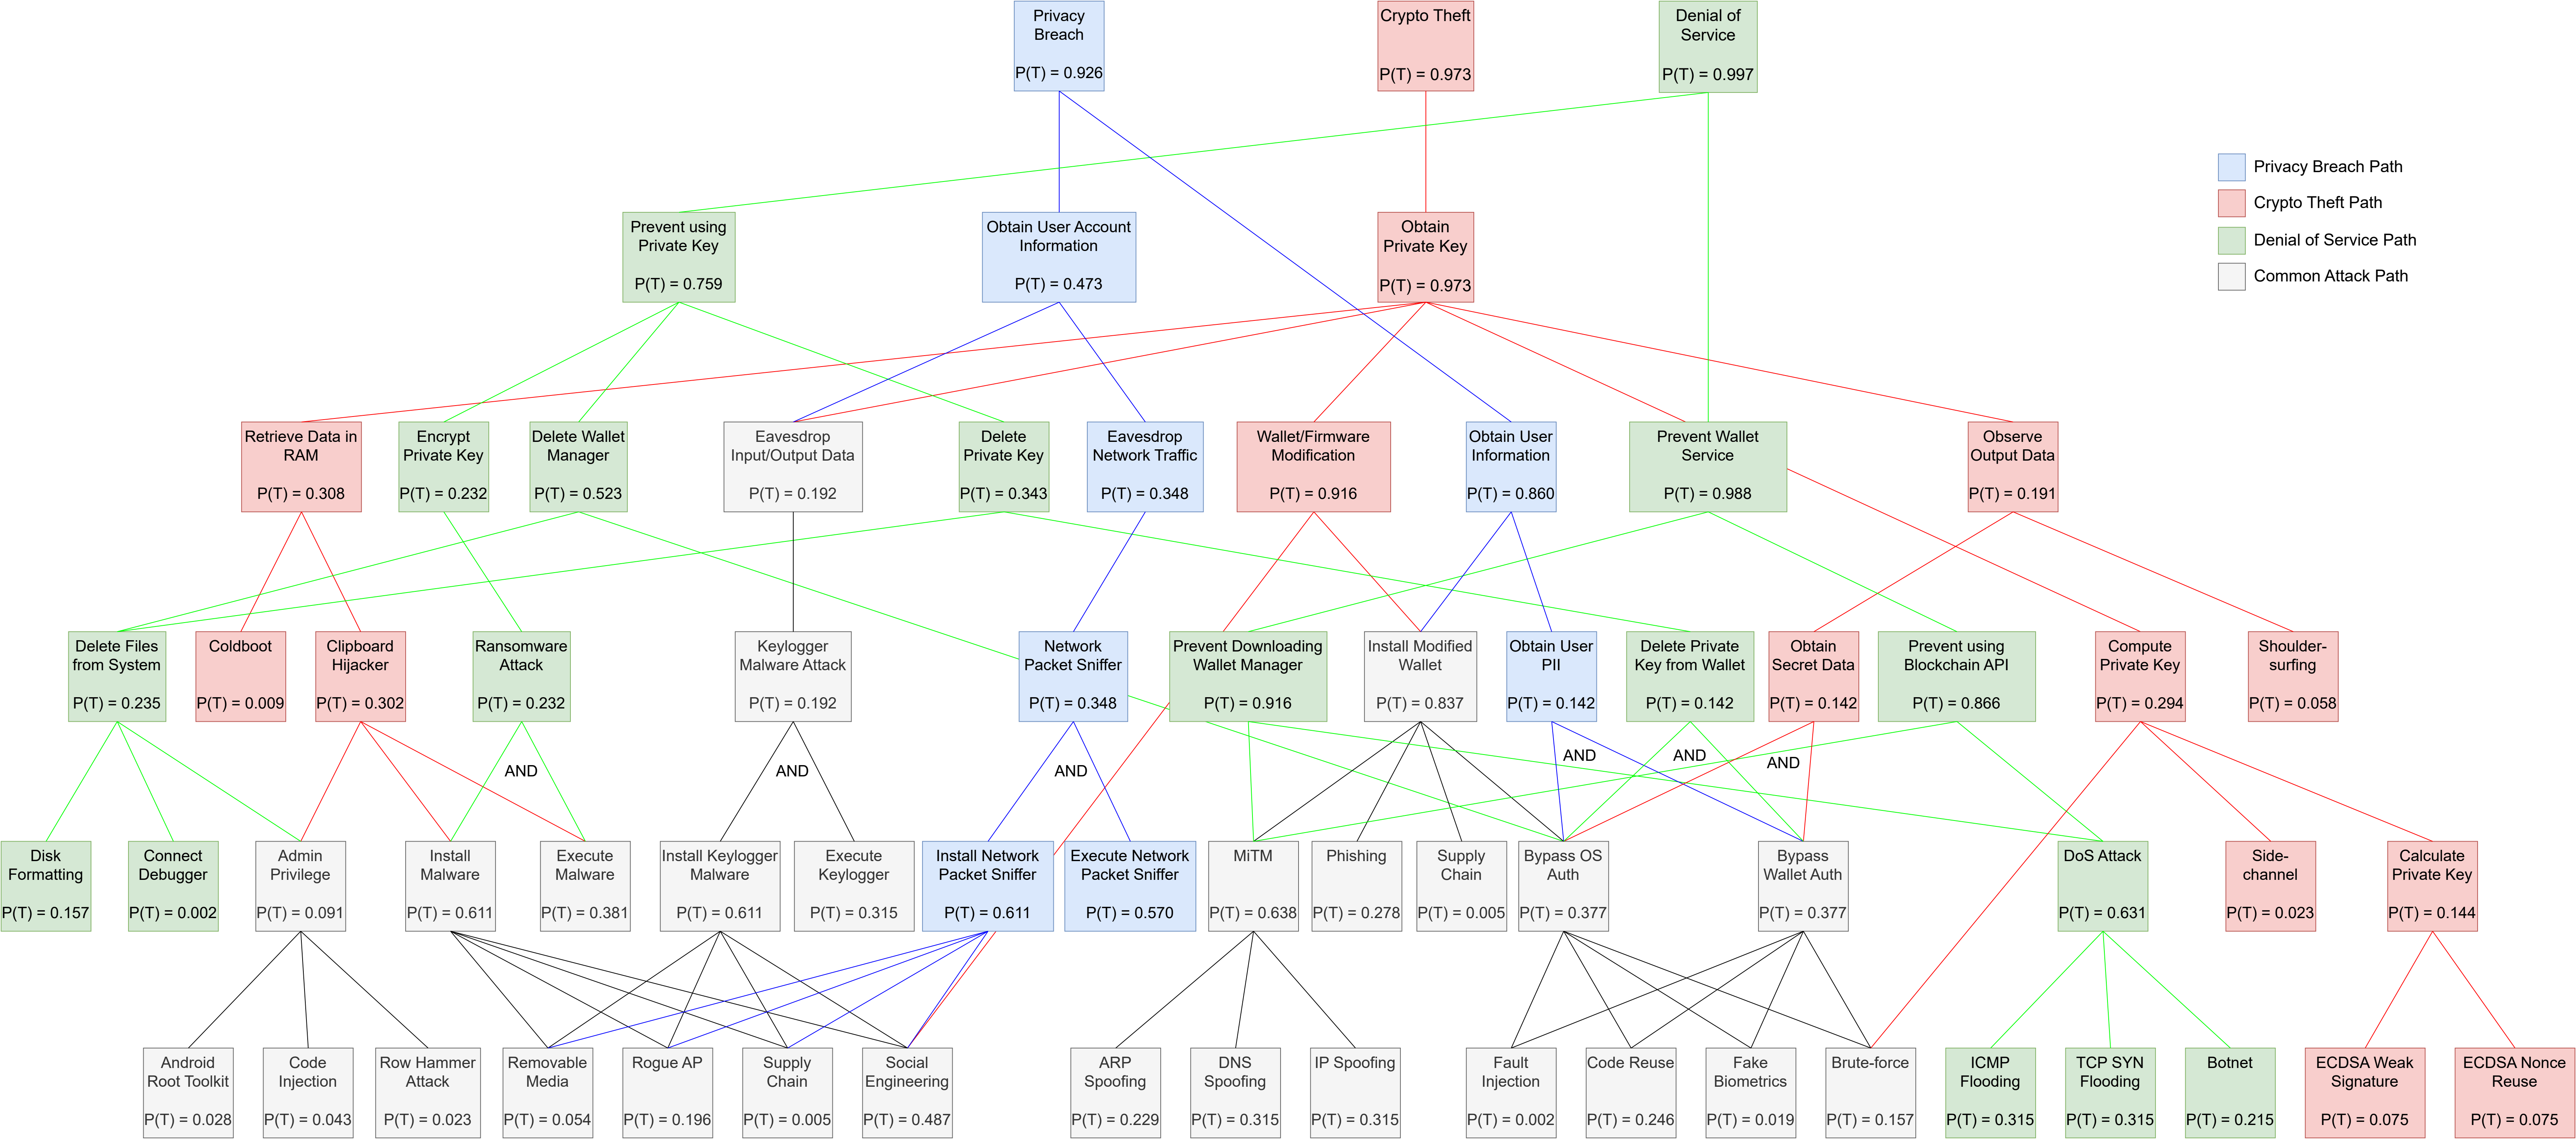 Privacy
Breach
P(T) = 0.926
Crypto Theft
P(T) = 0.973
Denial of
Service
P(T) = 0.997
Privacy Breach Path
Crypto Theft Path
Denial of Service Path
Common Attack Path
Prevent using
Private Key
P(T) = 0.759
Obtain User Account
Information
P(T) = 0.473
Obtain
Private Key
P(T) = 0.973
Retrieve Data in
RAM
P(T) = 0.308
Encrypt
Private Key
P(T) = 0.232
Delete Wallet
Manager
P(T) = 0.523
Eavesdrop
Input/Output Data
P(T) = 0.192
Delete
Private Key
P(T) = 0.343
Eavesdrop
Network Traffic
P(T) = 0.348
Wallet/Firmware
Modification
P(T) = 0.916
Obtain User
Information
P(T) = 0.860
Prevent Wallet
Service
P(T) = 0.988
Observe
Output Data
P(T) = 0.191
Delete Files
from System
P(T) = 0.235
Coldboot
P(T) = 0.009
Clipboard
Hijacker
P(T) = 0.302
Ransomware
Attack
P(T) = 0.232
Keylogger
Malware Attack
P(T) = 0.192
Network
Packet Sniffer
P(T) = 0.348
Prevent Downloading
Wallet Manager
P(T) = 0.916
Install Modified
Wallet
P(T) = 0.837
Obtain User
PII
P(T) = 0.142
Delete Private
Key from Wallet
P(T) = 0.142
Obtain
Secret Data
P(T) = 0.142
Prevent using
Blockchain API
P(T) = 0.866
Compute
Private Key
P(T) = 0.294
Shoulder-
surfing
P(T) = 0.058
AND
AND
AND
AND
AND
AND
Disk
Formatting
P(T) = 0.157
Connect
Debugger
P(T) = 0.002
Admin
Privilege
P(T) = 0.091
Install
Malware
P(T) = 0.611
Execute
Malware
P(T) = 0.381
Install Keylogger
Malware
P(T) = 0.611
Execute
Keylogger
P(T) = 0.315
Install Network
Packet Sniffer
P(T) = 0.611
Execute Network
Packet Sniffer
P(T) = 0.570
MiTM
P(T) = 0.638
Phishing
P(T) = 0.278
Supply
Chain
P(T) = 0.005
Bypass OS
Auth
P(T) = 0.377
Bypass
Wallet Auth
P(T) = 0.377
DoS Attack
P(T) = 0.631
Side-
channel
P(T) = 0.023
Calculate
Private Key
P(T) = 0.144
Android
Root Toolkit
P(T) = 0.028
Code
Injection
P(T) = 0.043
Row Hammer
Attack
P(T) = 0.023
Removable
Media
P(T) = 0.054
Rogue AP
P(T) = 0.196
Supply
Chain
P(T) = 0.005
Social
Engineering
P(T) = 0.487
ARP
Spoofing
P(T) = 0.229
DNS
Spoofing
P(T) = 0.315
IP Spoofing
P(T) = 0.315
Fault
Injection
P(T) = 0.002
Code Reuse
P(T) = 0.246
Fake
Biometrics
P(T) = 0.019
Brute-force
P(T) = 0.157
ICMP
Flooding
P(T) = 0.315
TCP SYN
Flooding
P(T) = 0.315
Botnet
P(T) = 0.215
ECDSA Weak
Signature
P(T) = 0.075
ECDSA Nonce
Reuse
P(T) = 0.075